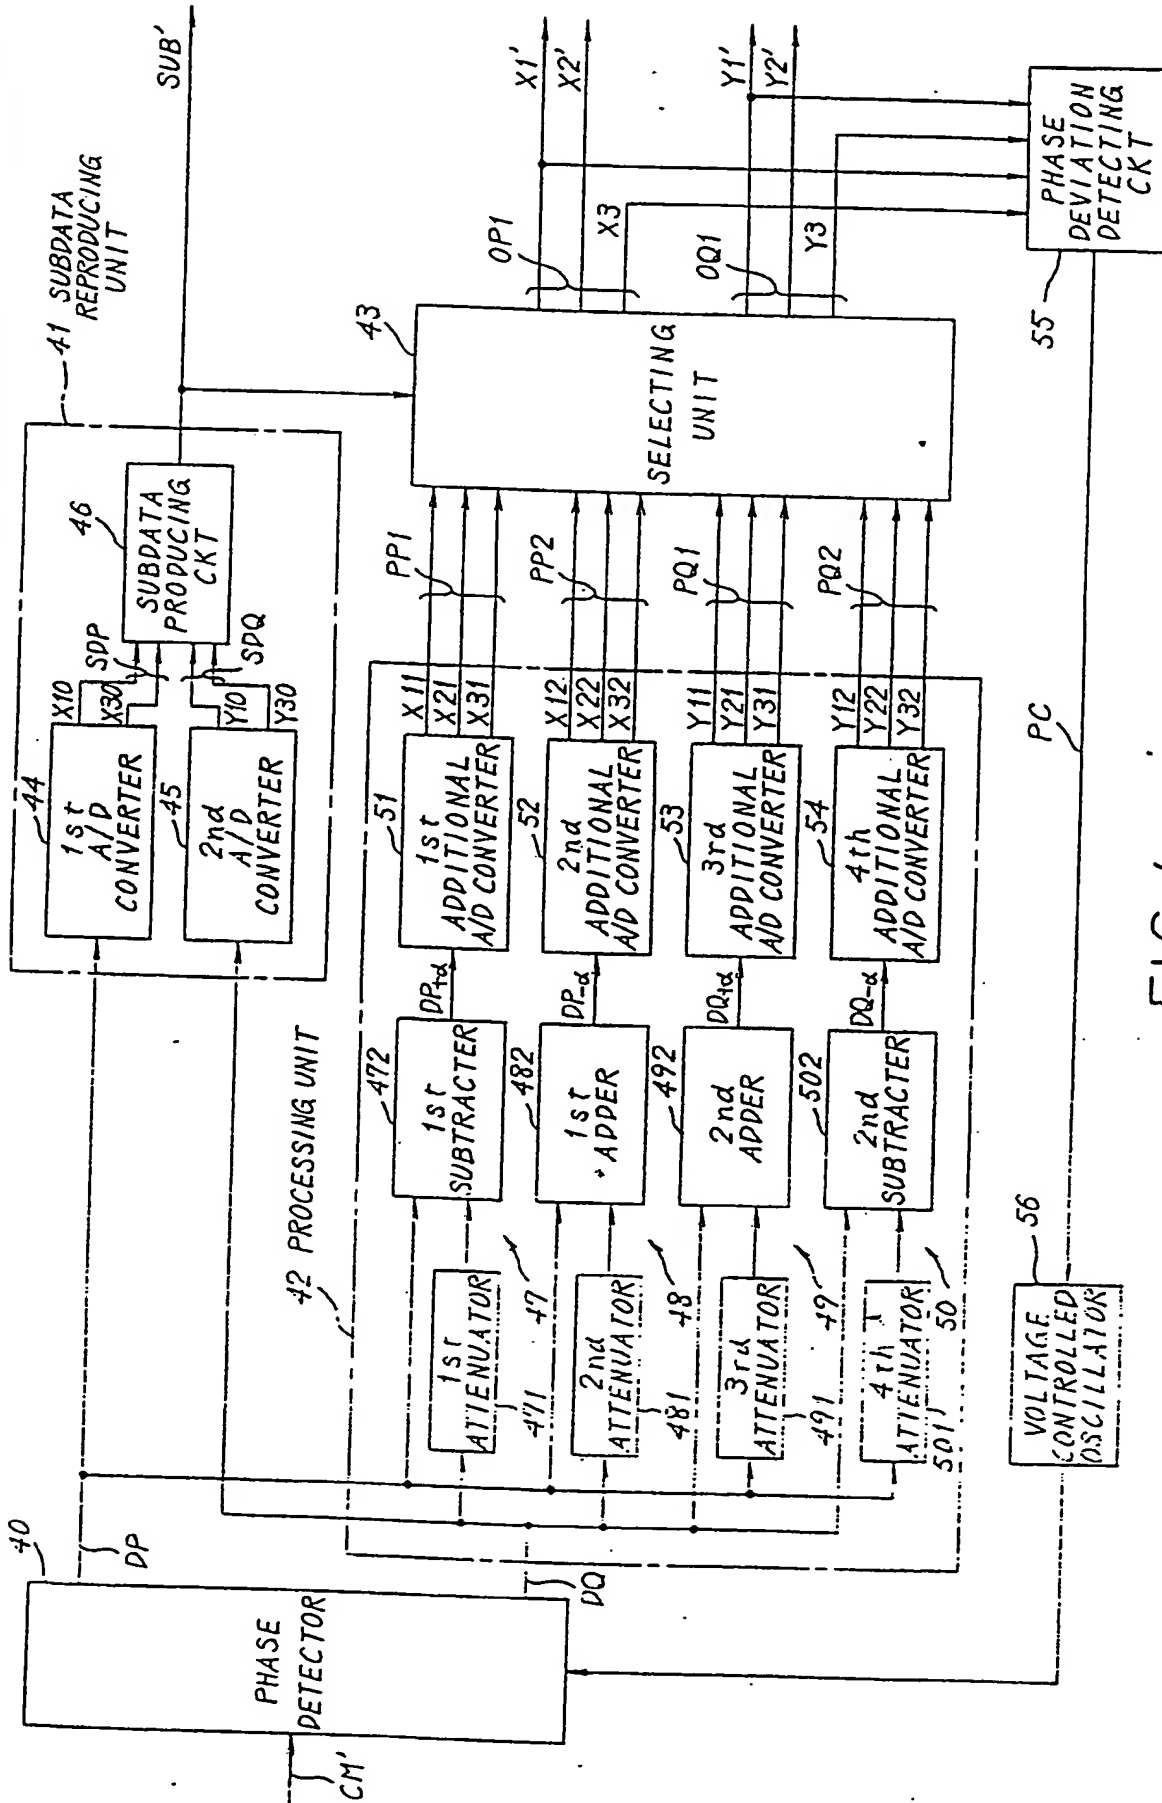 CM'
40
PHASE
DETECTOR
DP
DQ
41 SUBDATA
REPRODUCING
UNIT
44
1st
A/D
CONVERTER
45
2nd
A/D
CONVERTER
X10
X30
Y10
Y30
SDP
SDQ
46
SUBDATA
PRODUCING
CKT
SUB'
42 PROCESSING UNIT
1st
ATTENUATOR
471
47
2nd
ATTENUATOR
481
48
3rd
ATTENUATOR
491
49
4th
ATTENUATOR
501
50
472
1st
SUBTRACTER
482
1st
ADDER
492
2nd
ADDER
502
2nd
SUBTRACTER
DP+α
DP-α
DQ+α
DQ-α
51
1st
ADDITIONAL
A/D CONVERTER
52
2nd
ADDITIONAL
A/D CONVERTER
53
3rd
ADDITIONAL
A/D CONVERTER
54
4th
ADDITIONAL
A/D CONVERTER
X11
X21
X31
X12
X22
X32
Y11
Y21
Y31
Y12
Y22
Y32
PP1
PP2
PQ1
PQ2
43
SELECTING
UNIT
OP1
OQ1
X1'
X2'
X3
Y1'
Y2'
Y3
PHASE
DEVIATION
DETECTING
CKT
55
PC
56
VOLTAGE
CONTROLLED
OSCILLATOR